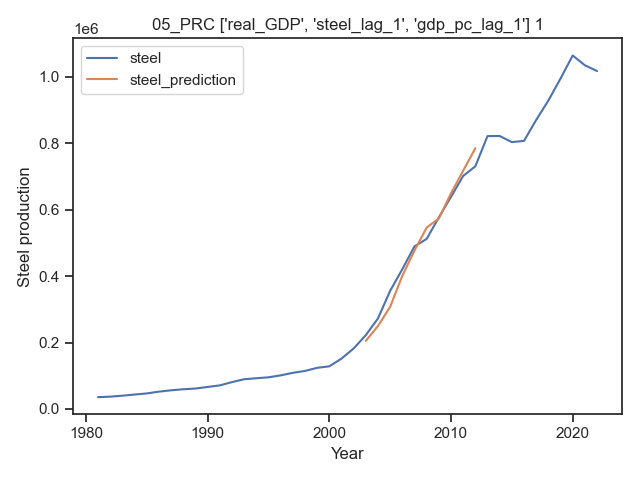 05_PRC ['real_GDP', 'steel_lag_1', 'gdp_pc_lag_1'] 1
1e6
steel
steel_prediction
1.0
0.8
0.6
0.4
0.2
0.0
Steel production
1980
1990
2000
2010
2020
Year